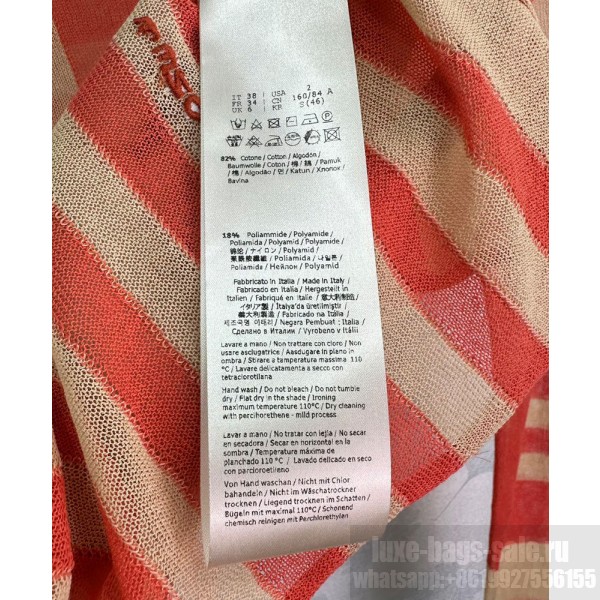 IT 38 USA 2
FR 34 CN 160/84 A
UK 6 KR S(46)
82% Cotone / Cotton / Algodón /
Baumwolle / Coton / 棉 / 綿 / Pamuk
/ 棉 / Algodão / 면 / Katun / Хлопок /
Bavlna
18% Poliammide / Polyamide /
Poliamida / Polyamid / Polyamide /
锦纶 / ナイロン / Polyamid /
聚醯胺纖維 / Poliamida / 나일론 /
Poliamida / Нейлон / Polyamid
Fabbricato in Italia / Made in Italy /
Fabricado en Italia / Hergestellt in
Italien / Fabriqué en Italie / 意大利制造 /
イタリア製 / İtalya'da üretilmiştir /
義大利製造 / Fabricado na Itália /
제조국명 이태리 / Negara Pembuat : Italia /
Сделано в Италии / Vyrobeno v Itálii
Lavare a mano / Non trattare con cloro / Non
usare asciugatrice / Asciugare in piano in
ombra / Stirare a temperatura massima 110
°C / Lavare delicatamente a secco con
tetracloroetilene
Hand wash / Do not bleach / Do not tumble
dry / Flat dry in the shade / Ironing
maximum temperature 110°C / Dry cleaning
with perchlorethene - mild process
Lavar a mano / No tratar con lejia / No secar
en secadora / Secar en horizontal en la
sombra / Temperatura máxima de
planchado 110 °C / Lavado delicado en seco
con parcloroetileno
Von Hand waschan / Nicht mit Chlor
bahandeln / Nicht im Wäschatrockner
trocknen / Liegend trocknen im Schatten /
Bügeln mit maximal 110°C / Schonend
chemisch reinigen mit Perchlorethylen
luxe-bags-sale.ru
whatsapp:+8619927556155